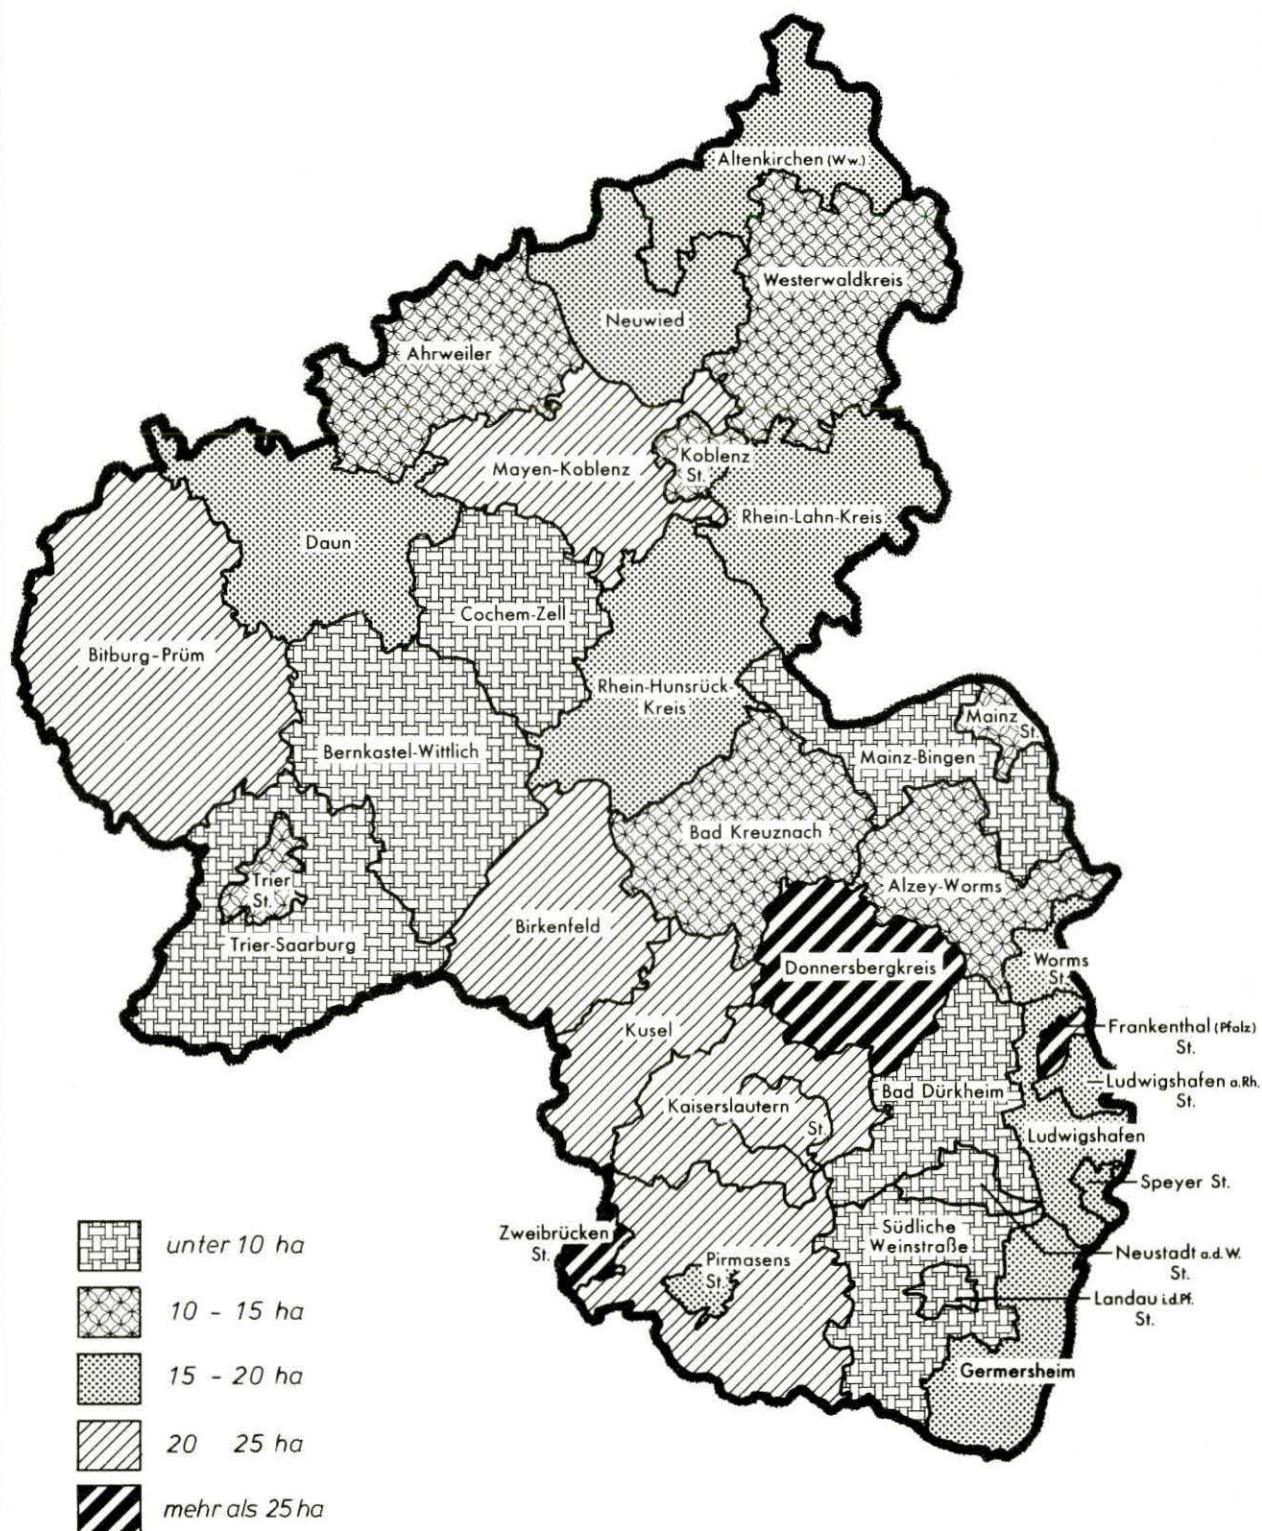 Altenkirchen (Ww.)
Westerwaldkreis
Neuwied
Ahrweiler
Koblenz
St.
Mayen-Koblenz
Rhein-Lahn-Kreis
Daun
Cochem-Zell
Bitburg-Prüm
Rhein-Hunsrück-
Kreis
Mainz
St.
Bernkastel-Wittlich
Mainz-Bingen
Bad Kreuznach
Trier
St.
Alzey-Worms
Birkenfeld
Trier-Saarburg
Donnersbergkreis
Worms
St.
Kusel
Frankenthal (Pfalz)
St.
Ludwigshafen a.Rh.
St.
Bad Dürkheim
Kaiserslautern
St.
Ludwigshafen
Speyer St.
Zweibrücken
St.
Südliche
Weinstraße
Neustadt a.d.W.
St.
Pirmasens
St.
Landau i.d.Pf.
St.
Germersheim
unter 10 ha
10 - 15 ha
15 - 20 ha
20 25 ha
mehr als 25 ha